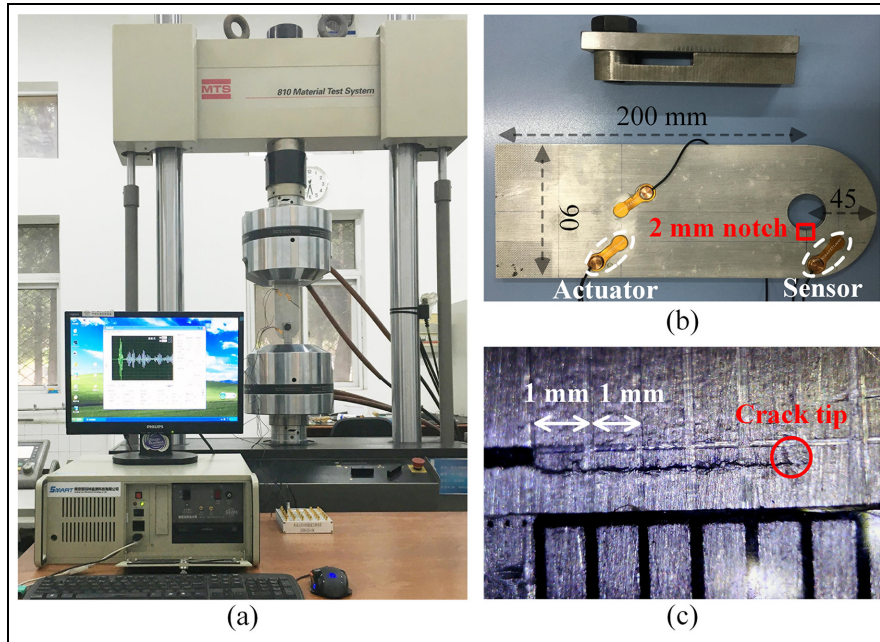 MTS
810 Material Test System
PHILIPS
SMART
(a)
200 mm
90
45
2 mm notch
Actuator
Sensor
(b)
1 mm
1 mm
Crack tip
(c)